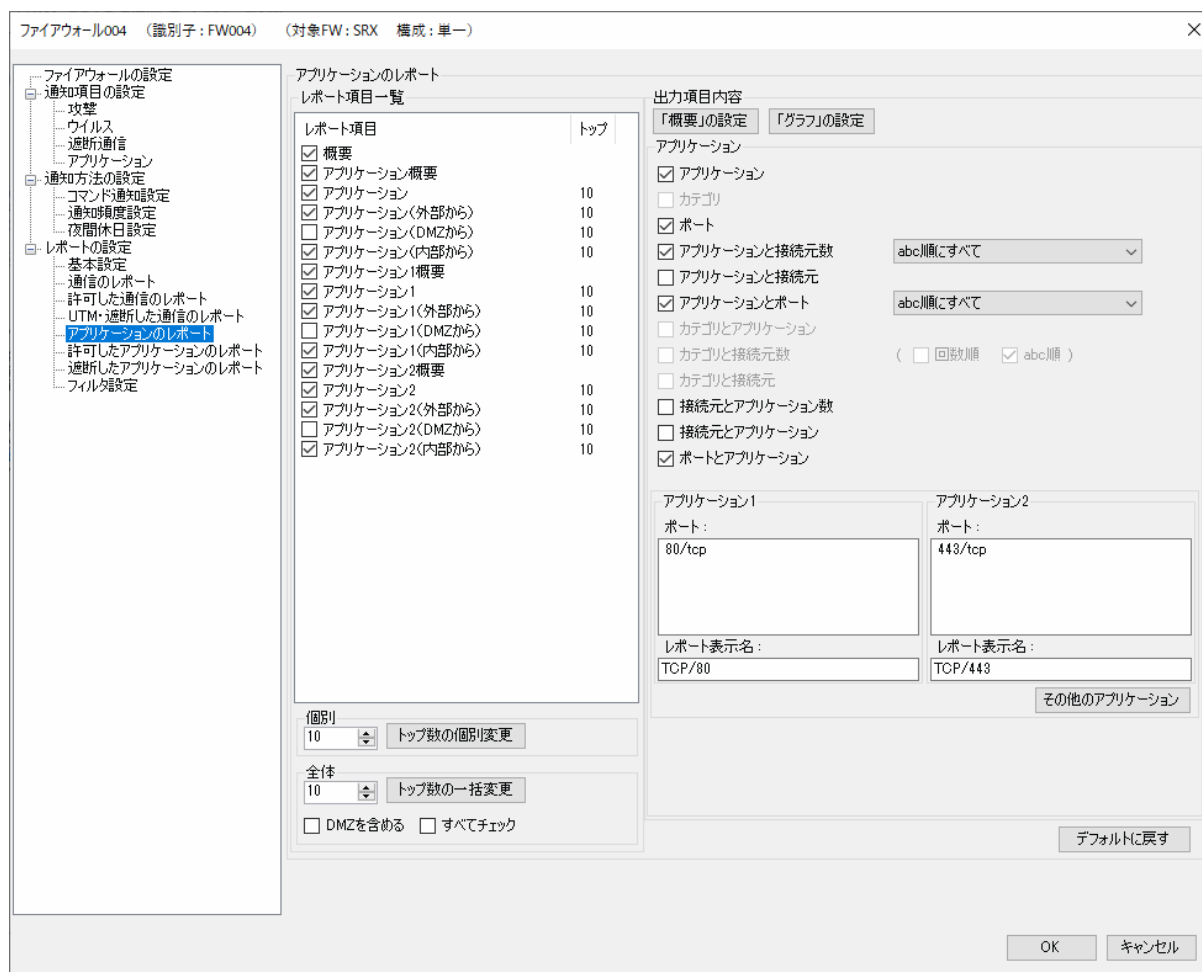 ファイアウォール004 （識別子：FW004） （対象FW：SRX 構成：単一）
ファイアウォールの設定
通知項目の設定
攻撃
ウイルス
遮断通信
アプリケーション
通知方法の設定
コマンド通知設定
通知頻度設定
夜間休日設定
レポートの設定
基本設定
通信のレポート
許可した通信のレポート
UTM・遮断した通信のレポート
アプリケーションのレポート
許可したアプリケーションのレポート
遮断したアプリケーションのレポート
フィルタ設定
アプリケーションのレポート
レポート項目一覧
レポート項目 トップ
概要
アプリケーション概要
アプリケーション 10
アプリケーション(外部から) 10
アプリケーション(DMZから) 10
アプリケーション(内部から) 10
アプリケーション1概要
アプリケーション1 10
アプリケーション1(外部から) 10
アプリケーション1(DMZから) 10
アプリケーション1(内部から) 10
アプリケーション2概要
アプリケーション2 10
アプリケーション2(外部から) 10
アプリケーション2(DMZから) 10
アプリケーション2(内部から) 10
個別
10 トップ数の個別変更
全体
10 トップ数の一括変更
DMZを含める すべてチェック
出力項目内容
「概要」の設定 「グラフ」の設定
アプリケーション
アプリケーション
カテゴリ
ポート
アプリケーションと接続元数 abc順にすべて
アプリケーションと接続元
アプリケーションとポート abc順にすべて
カテゴリとアプリケーション
カテゴリと接続元数 ( 回数順 abc順 )
カテゴリと接続元
接続元とアプリケーション数
接続元とアプリケーション
ポートとアプリケーション
アプリケーション1
ポート：
80/tcp
レポート表示名：
TCP/80
アプリケーション2
ポート：
443/tcp
レポート表示名：
TCP/443
その他のアプリケーション
デフォルトに戻す
OK キャンセル